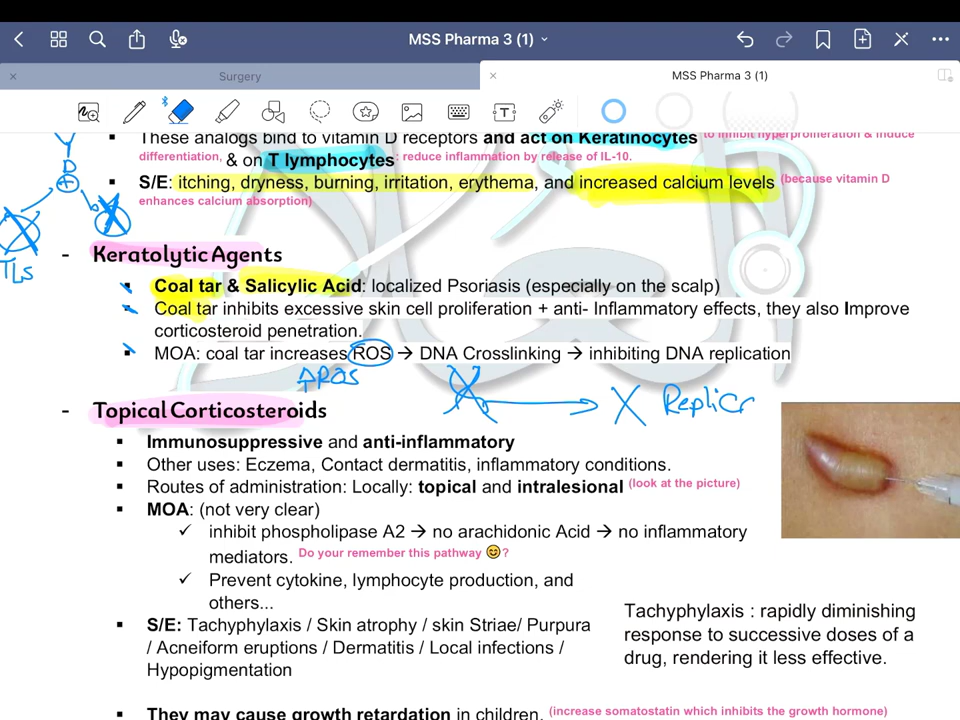 MSS Pharma 3 (1)
Surgery
MSS Pharma 3 (1)
These analogs bind to vitamin D receptors and act on Keratinocytes to inhibit hyperproliferation & induce
differentiation, & on T lymphocytes: reduce inflammation by release of IL-10.
S/E: itching, dryness, burning, irritation, erythema, and increased calcium levels (because vitamin D
enhances calcium absorption)
D
TLs
- Keratolytic Agents
Coal tar & Salicylic Acid: localized Psoriasis (especially on the scalp)
Coal tar inhibits excessive skin cell proliferation + anti- Inflammatory effects, they also Improve
corticosteroid penetration.
MOA: coal tar increases ROS → DNA Crosslinking → inhibiting DNA replication
↑ROS
X Replicr
- Topical Corticosteroids
Immunosuppressive and anti-inflammatory
Other uses: Eczema, Contact dermatitis, inflammatory conditions.
Routes of administration: Locally: topical and intralesional (look at the picture)
MOA: (not very clear)
✓ inhibit phospholipase A2 → no arachidonic Acid → no inflammatory
mediators. Do your remember this pathway 😊?
✓ Prevent cytokine, lymphocyte production, and
others...
S/E: Tachyphylaxis / Skin atrophy / skin Striae/ Purpura
/ Acneiform eruptions / Dermatitis / Local infections /
Hypopigmentation
Tachyphylaxis : rapidly diminishing
response to successive doses of a
drug, rendering it less effective.
They may cause growth retardation in children. (increase somatostatin which inhibits the growth hormone)